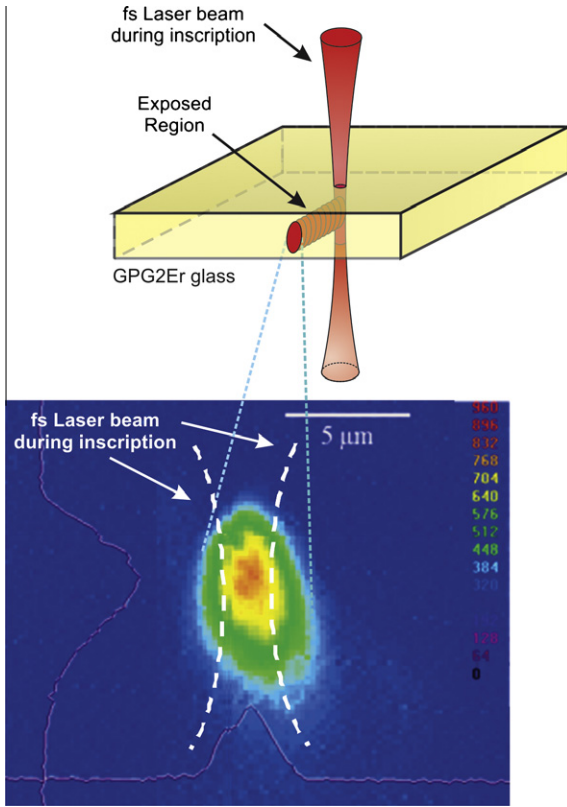 fs Laser beam
during inscription
Exposed
Region
GPG2Er glass
fs Laser beam
during inscription
5 μm
960
896
832
768
704
640
576
512
448
384
320
128
64
0